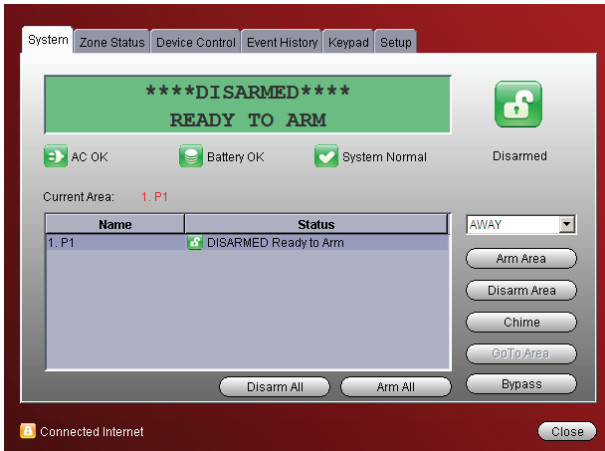 System Zone Status Device Control Event History Keypad Setup
****DISARMED****
READY TO ARM
AC OK Battery OK System Normal Disarmed
Current Area: 1. P1
Name Status
AWAY
1. P1 DISARMED Ready to Arm
Arm Area
Disarm Area
Chime
GoTo Area
Disarm All Arm All Bypass
Connected Internet Close